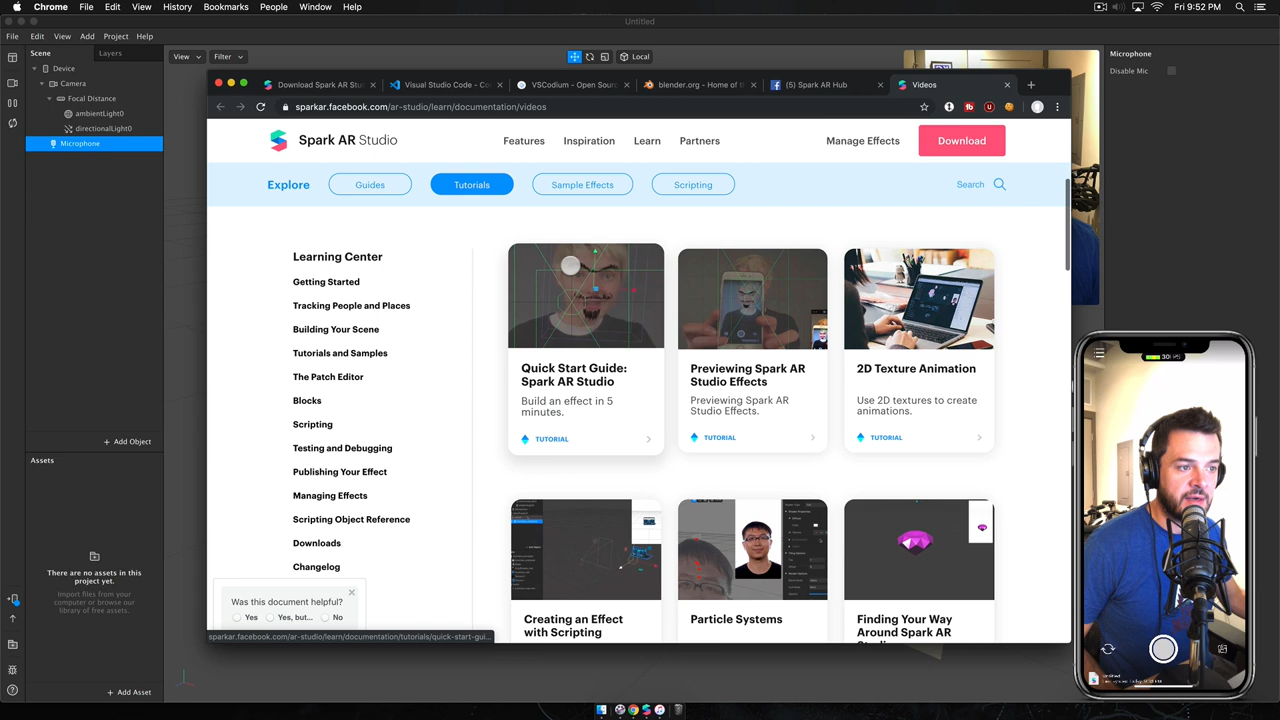 Chrome File Edit View History Bookmarks People Window Help
Fri 9:52 PM
Untitled
File Edit View Add Project Help
Scene Layers
View Filter
Local
Device
Camera
Focal Distance
ambientLight0
directionalLight0
Microphone
Add Object
Assets
There are no assets in this
project yet.
Import files from your
computer or browse our
library of free assets.
Add Asset
Microphone
Disable Mic
Download Spark AR Stu
Visual Studio Code - Co
VSCodium - Open Sour
blender.org - Home of t
(5) Spark AR Hub
Videos
sparkar.facebook.com/ar-studio/learn/documentation/videos
Spark AR Studio
Features Inspiration Learn Partners
Manage Effects
Download
Explore
Guides
Tutorials
Sample Effects
Scripting
Search
Learning Center
Getting Started
Tracking People and Places
Building Your Scene
Tutorials and Samples
The Patch Editor
Blocks
Scripting
Testing and Debugging
Publishing Your Effect
Managing Effects
Scripting Object Reference
Downloads
Changelog
Quick Start Guide:
Spark AR Studio
Build an effect in 5
minutes.
TUTORIAL
Previewing Spark AR
Studio Effects
Previewing Spark AR
Studio Effects.
TUTORIAL
2D Texture Animation
Use 2D textures to create
animations.
TUTORIAL
Creating an Effect
with Scripting
Particle Systems
Finding Your Way
Around Spark AR
Was this document helpful?
Yes Yes, but... No
sparkar.facebook.com/ar-studio/learn/documentation/tutorials/quick-start-gui...
Untitled